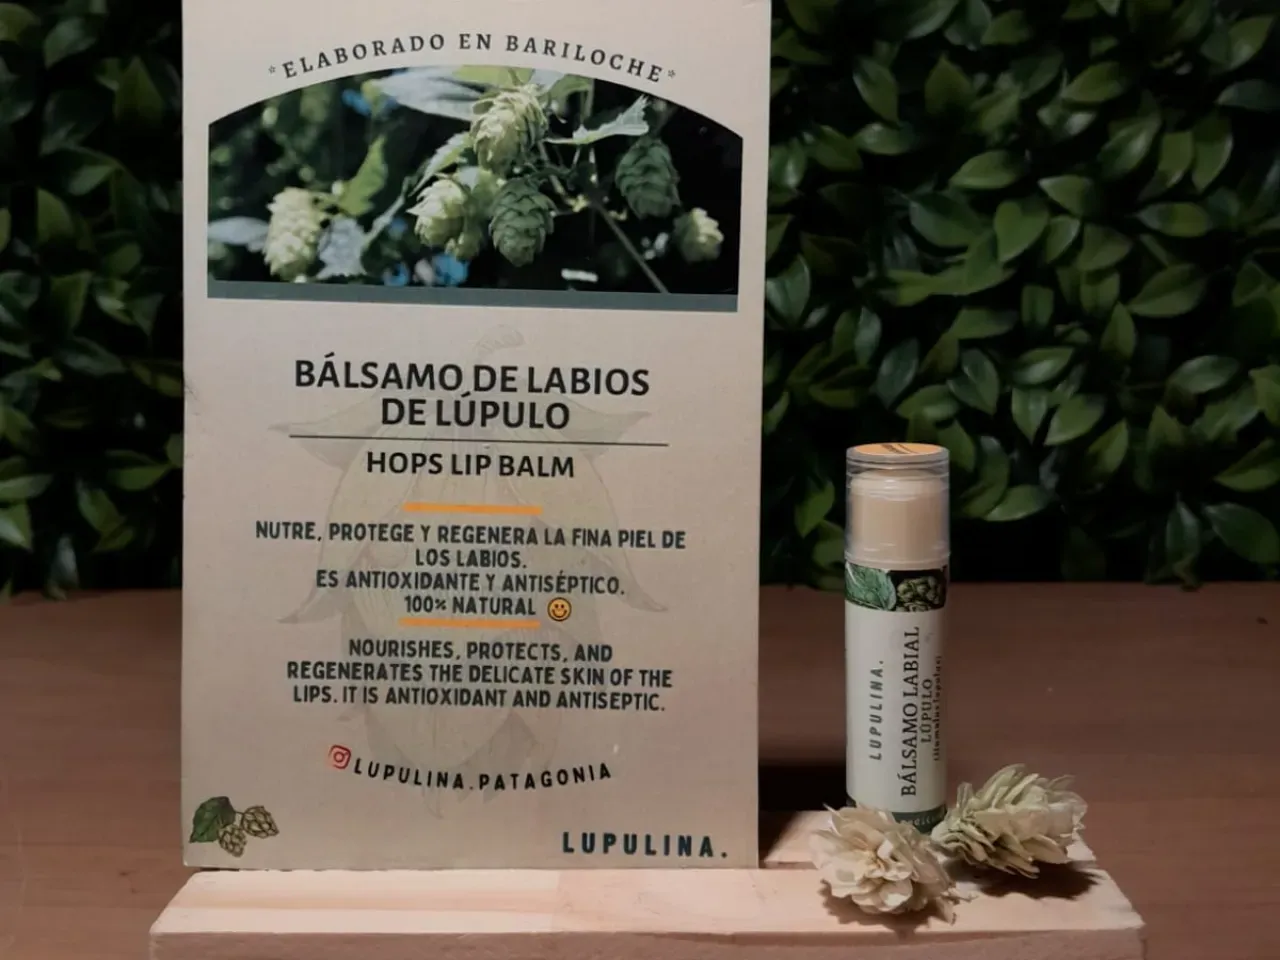 *ELABORADO EN BARILOCHE*
BÁLSAMO DE LABIOS
DE LÚPULO
HOPS LIP BALM
NUTRE, PROTEGE Y REGENERA LA FINA PIEL DE
LOS LABIOS.
ES ANTIOXIDANTE Y ANTISÉPTICO.
100% NATURAL
NOURISHES, PROTECTS, AND
REGENERATES THE DELICATE SKIN OF THE
LIPS. IT IS ANTIOXIDANT AND ANTISEPTIC.
LUPULINA.PATAGONIA
LUPULINA.
LUPULINA.
BÁLSAMO LABIAL
LÚPULO